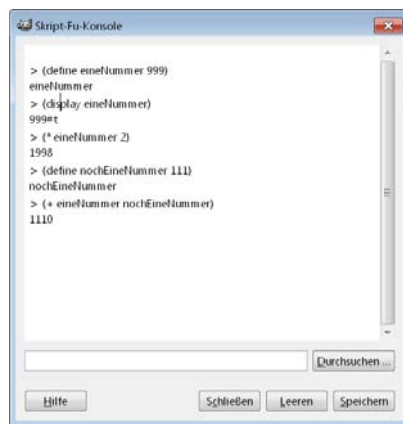 Skript-Fu-Konsole
> (define eineNummer 999)
eineNummer
> (display eineNummer)
999#t
> (* eineNummer 2)
1998
> (define nochEineNummer 111)
nochEineNummer
> (+ eineNummer nochEineNummer)
1110
Durchsuchen ...
Hilfe Schließen Leeren Speichern